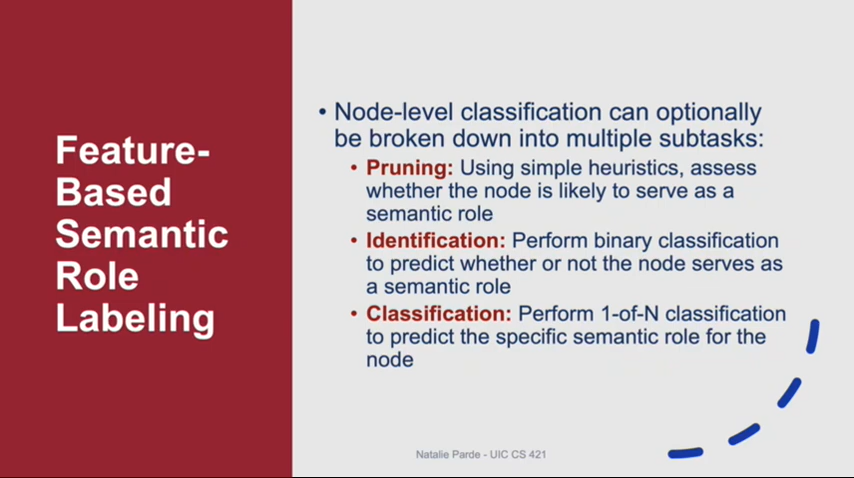 Feature-
Based
Semantic
Role
Labeling
• Node-level classification can optionally
be broken down into multiple subtasks:
• Pruning: Using simple heuristics, assess
whether the node is likely to serve as a
semantic role
• Identification: Perform binary classification
to predict whether or not the node serves as
a semantic role
• Classification: Perform 1-of-N classification
to predict the specific semantic role for the
node
Natalie Parde - UIC CS 421